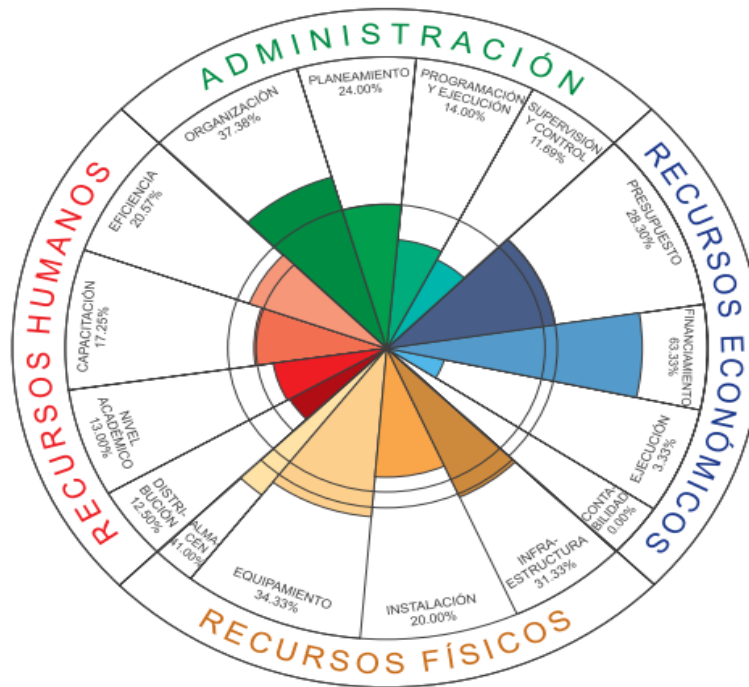 ADMINISTRACIÓN
ORGANIZACIÓN
37.38%
PLANEAMIENTO
24.00%
PROGRAMACIÓN
Y EJECUCIÓN
14.00%
SUPERVISIÓN
Y CONTROL
11.69%
RECURSOS ECONÓMICOS
PRESUPUESTO
28.30%
FINANCIAMIENTO
63.33%
EJECUCIÓN
3.33%
CONTA-
BILIDAD
0.00%
RECURSOS FÍSICOS
INFRA-
ESTRUCTURA
31.33%
INSTALACIÓN
20.00%
EQUIPAMIENTO
34.33%
ALMA-
CÉN
41.00%
RECURSOS HUMANOS
DISTRI-
BUCIÓN
12.50%
NIVEL
ACADÉMICO
13.00%
CAPACITACIÓN
17.25%
EFICIENCIA
20.57%